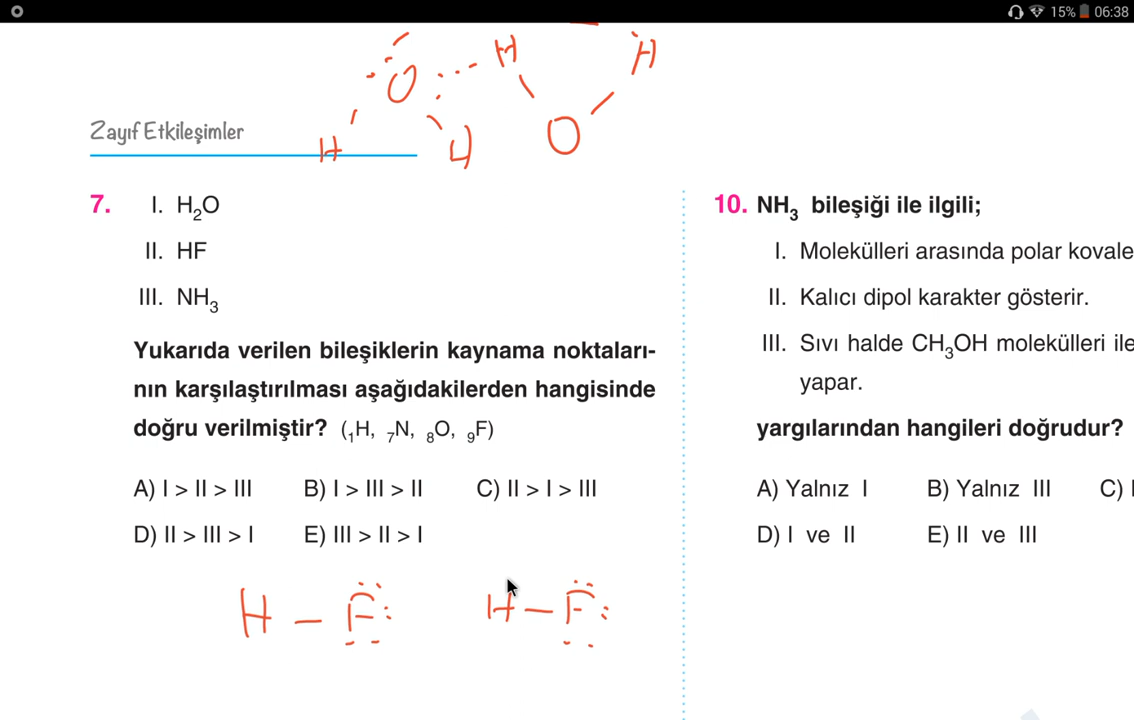 15% 06:38
O H H
H H O
Zayıf Etkileşimler
7. I. H₂O
II. HF
III. NH₃
Yukarıda verilen bileşiklerin kaynama noktaları-
nın karşılaştırılması aşağıdakilerden hangisinde
doğru verilmiştir? (₁H, ₇N, ₈O, ₉F)
A) I > II > III B) I > III > II C) II > I > III
D) II > III > I E) III > II > I
H – F H – F
10. NH₃ bileşiği ile ilgili;
I. Molekülleri arasında polar kovale
II. Kalıcı dipol karakter gösterir.
III. Sıvı halde CH₃OH molekülleri ile
yapar.
yargılarından hangileri doğrudur?
A) Yalnız I B) Yalnız III C)
D) I ve II E) II ve III